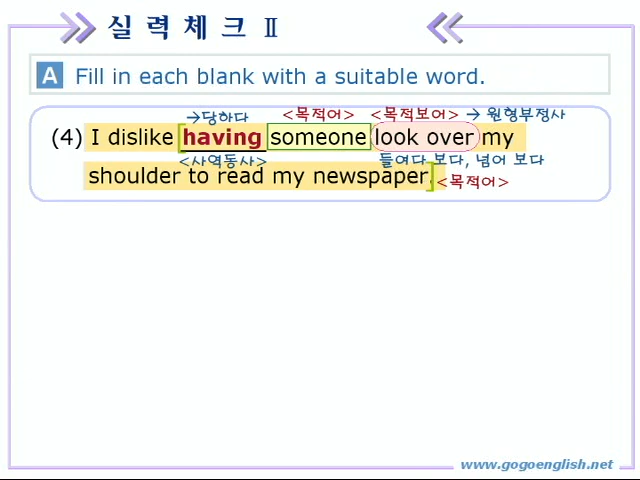 실 력 체 크 Ⅱ
A Fill in each blank with a suitable word.
→당하다 <목적어> <목적보어> → 원형부정사
(4) I dislike [having someone look over my
<사역동사> 들여다 보다, 넘어 보다
shoulder to read my newspaper.] <목적어>
www.gogoenglish.net